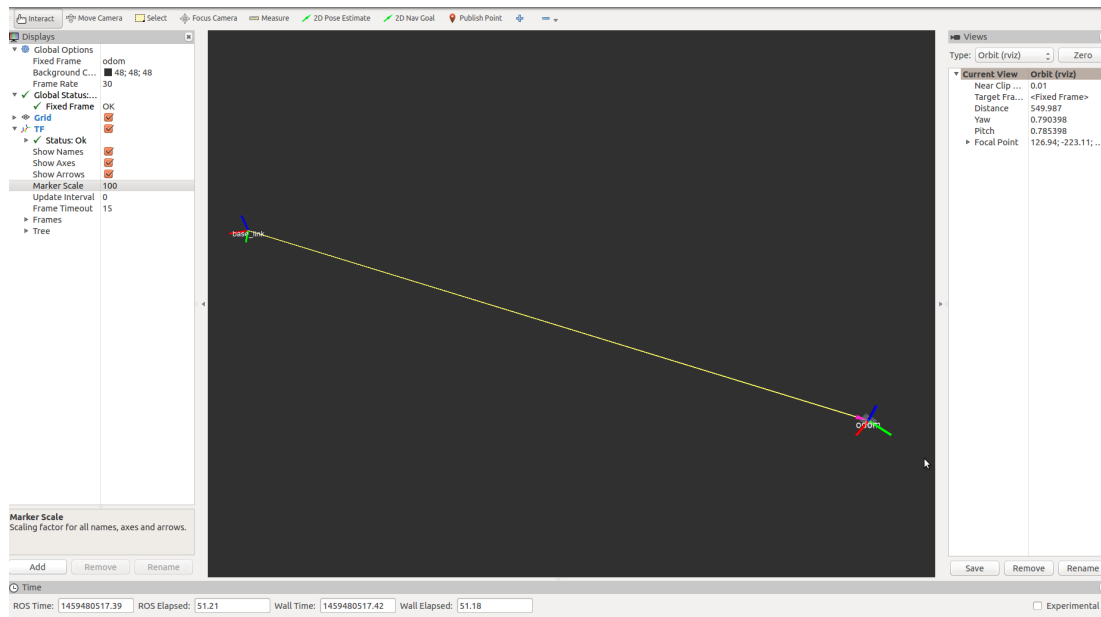 Interact Move Camera Select Focus Camera Measure 2D Pose Estimate 2D Nav Goal Publish Point
Displays
Global Options
Fixed Frame odom
Background C... 48; 48; 48
Frame Rate 30
Global Status:...
Fixed Frame OK
Grid
TF
Status: Ok
Show Names
Show Axes
Show Arrows
Marker Scale 100
Update Interval 0
Frame Timeout 15
Frames
Tree
Marker Scale
Scaling factor for all names, axes and arrows.
Add Remove Rename
base_link
odom
Views
Type: Orbit (rviz) Zero
Current View Orbit (rviz)
Near Clip ... 0.01
Target Fra... <Fixed Frame>
Distance 549.987
Yaw 0.790398
Pitch 0.785398
Focal Point 126.94; -223.11; ...
Save Remove Rename
Time
ROS Time: 1459480517.39 ROS Elapsed: 51.21 Wall Time: 1459480517.42 Wall Elapsed: 51.18 Experimental